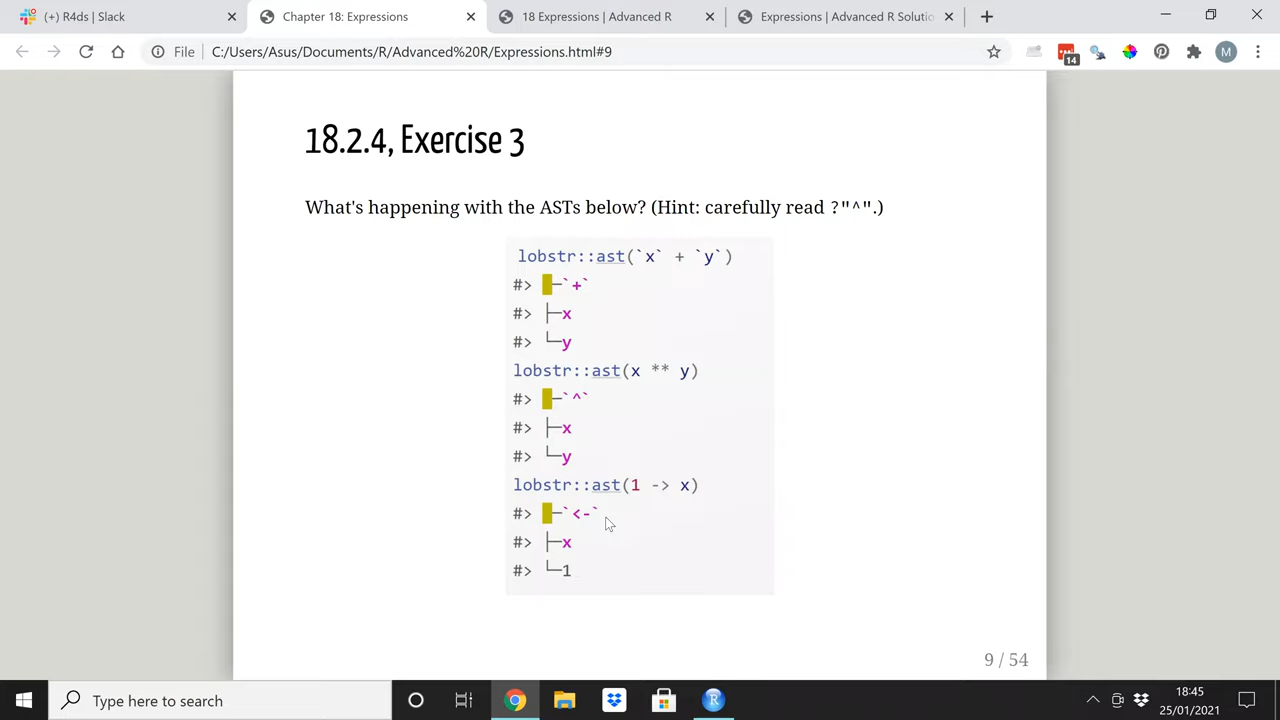 (+) R4ds | Slack
Chapter 18: Expressions
18 Expressions | Advanced R
Expressions | Advanced R Solutio
File
C:/Users/Asus/Documents/R/Advanced%20R/Expressions.html#9
14
M
18.2.4, Exercise 3
What's happening with the ASTs below? (Hint: carefully read ?"^".)
lobstr::ast(`x` + `y`)
#> █─`+`
#> ├─x
#> └─y
lobstr::ast(x ** y)
#> █─`^`
#> ├─x
#> └─y
lobstr::ast(1 -> x)
#> █─`<-`
#> ├─x
#> └─1
9 / 54
Type here to search
18:45
25/01/2021